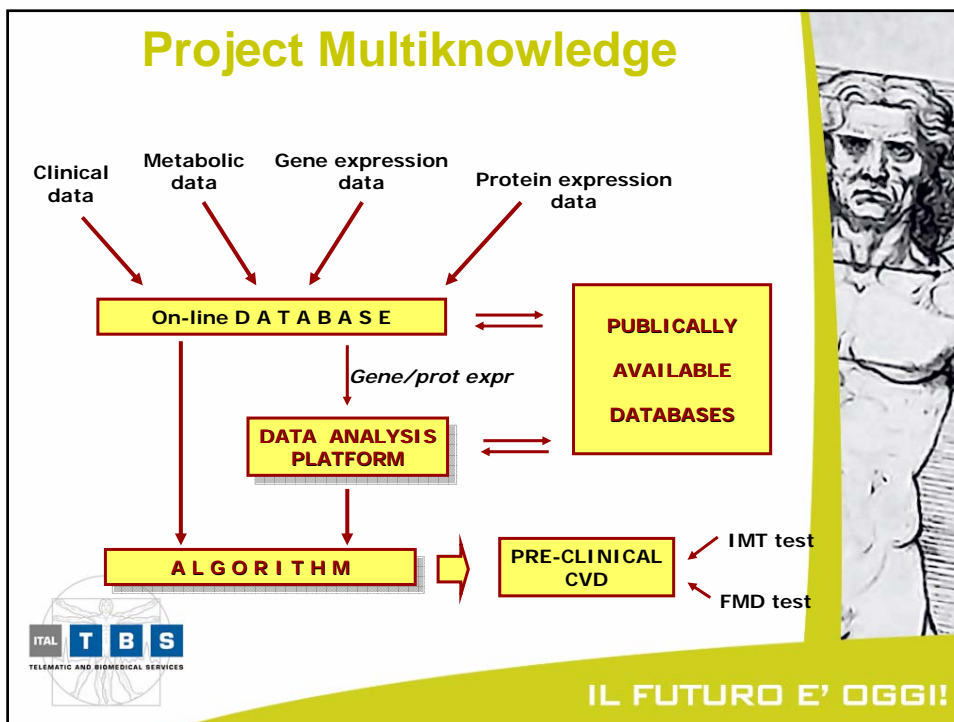 Project Multiknowledge
Clinical
data
Metabolic
data
Gene expression
data
Protein expression
data
On-line D A T A B A S E
PUBLICALLY
AVAILABLE
DATABASES
Gene/prot expr
DATA ANALYSIS
PLATFORM
A L G O R I T H M
PRE-CLINICAL
CVD
IMT test
FMD test
ITAL T B S
TELEMATIC AND BIOMEDICAL SERVICES
IL FUTURO E' OGGI!